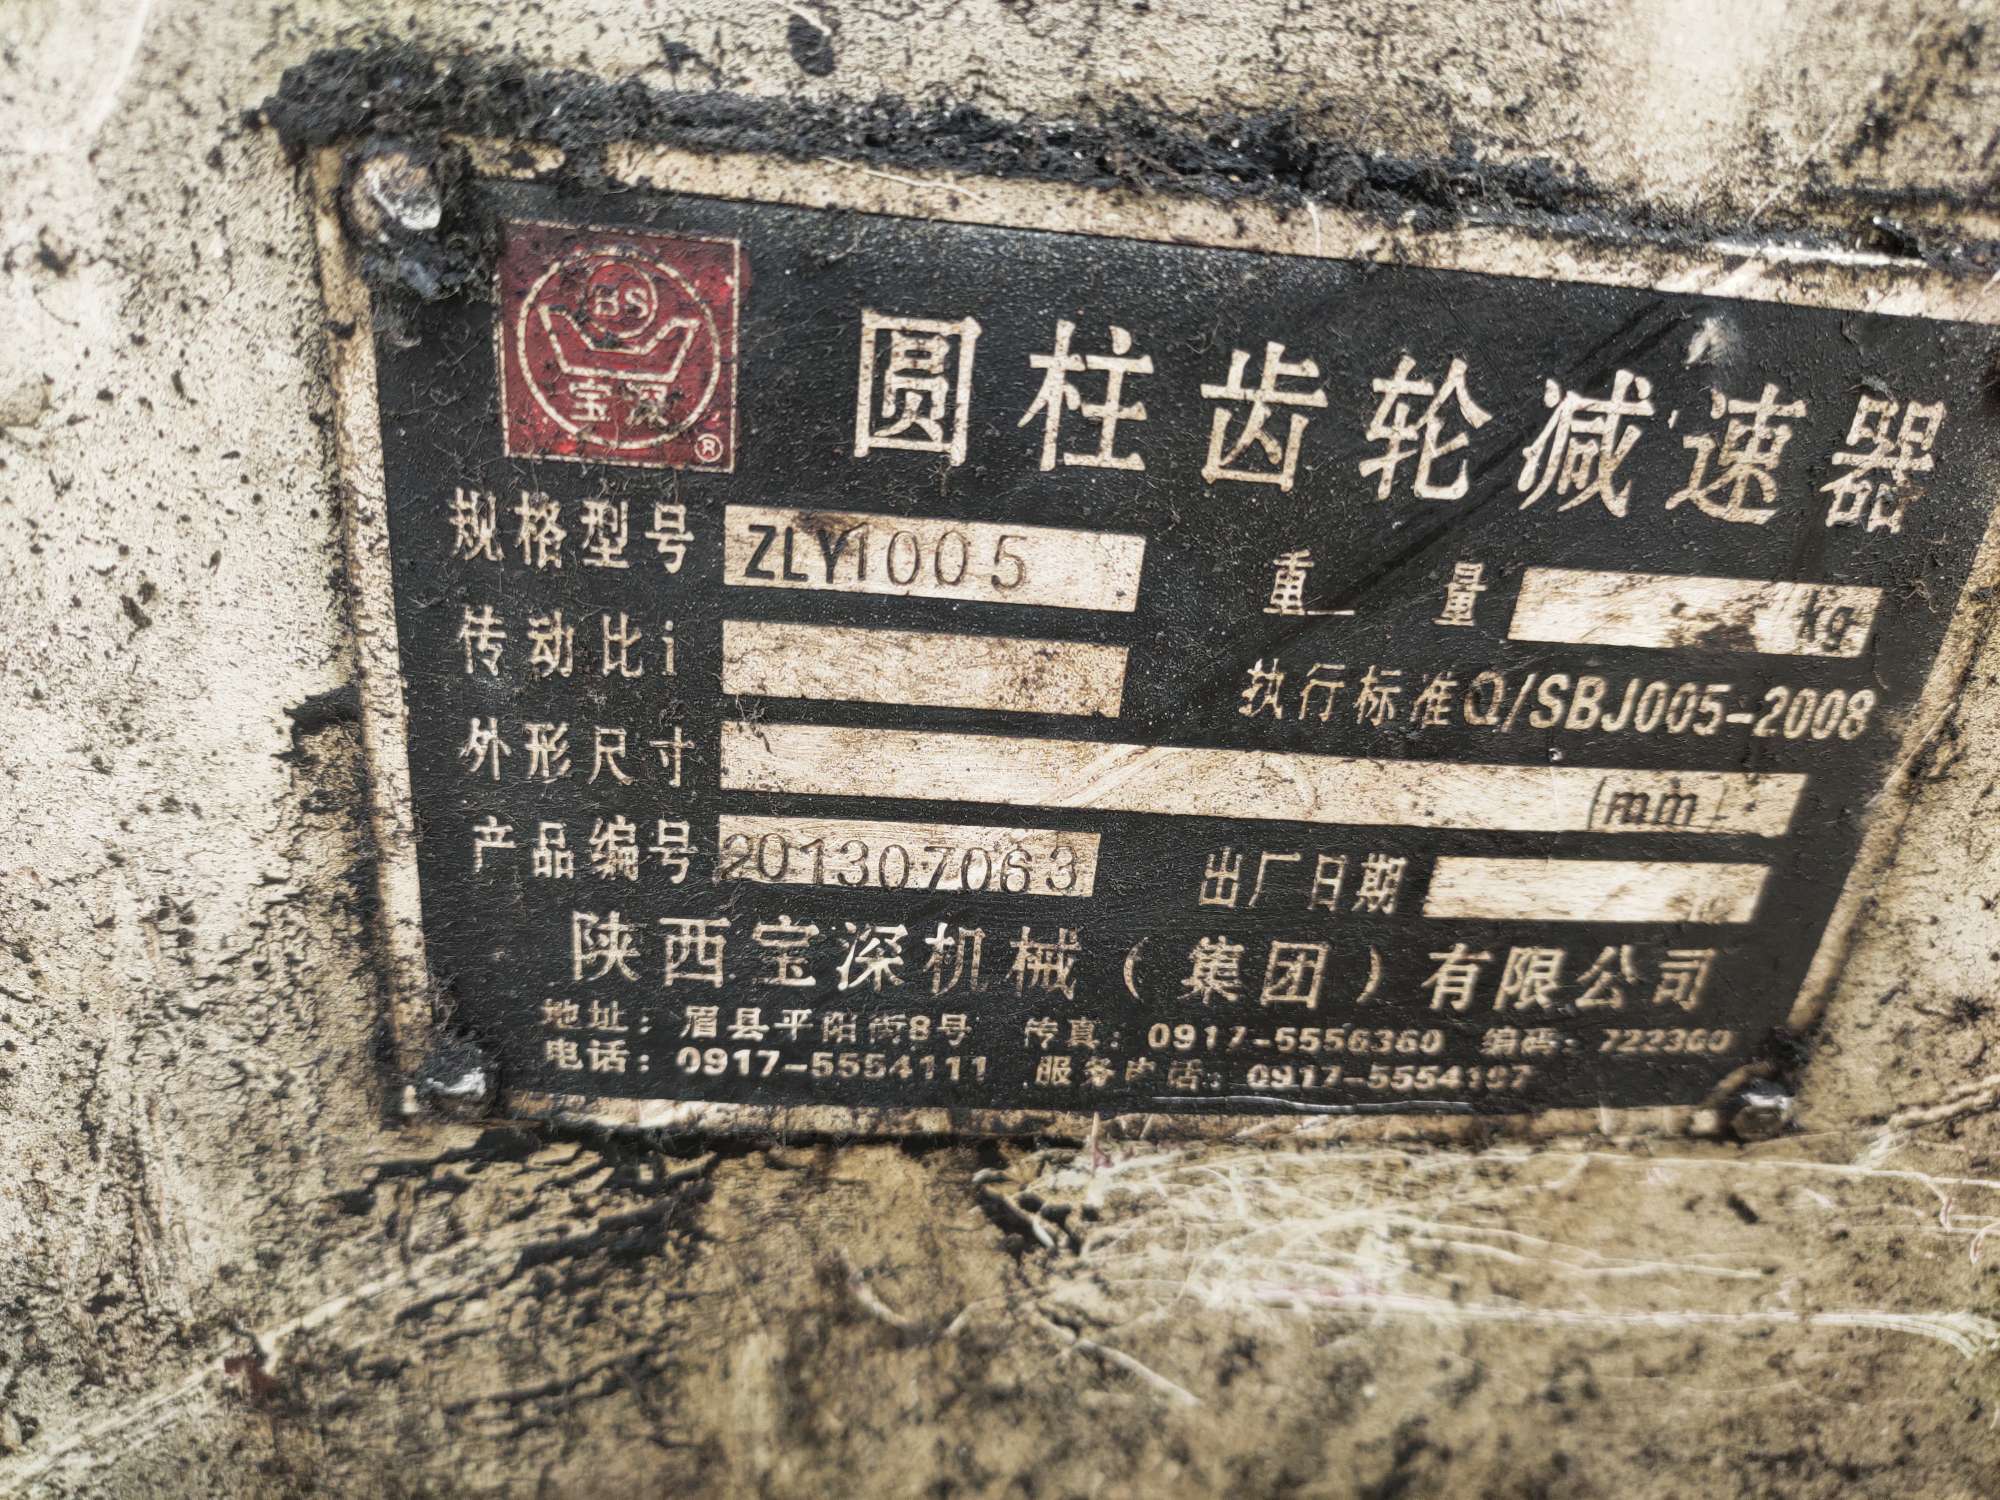 BS
宝深
®
圆柱齿轮减速器
规格型号 ZLY1005 重量 kg
传动比i 执行标准Q/SBJ005-2008
外形尺寸 (mm)
产品编号 201307063 出厂日期
陕西宝深机械(集团)有限公司
地址:眉县平阳街8号 传真:0917-5556360 编码:722300
电话:0917-5554111 服务电话:0917-5554197